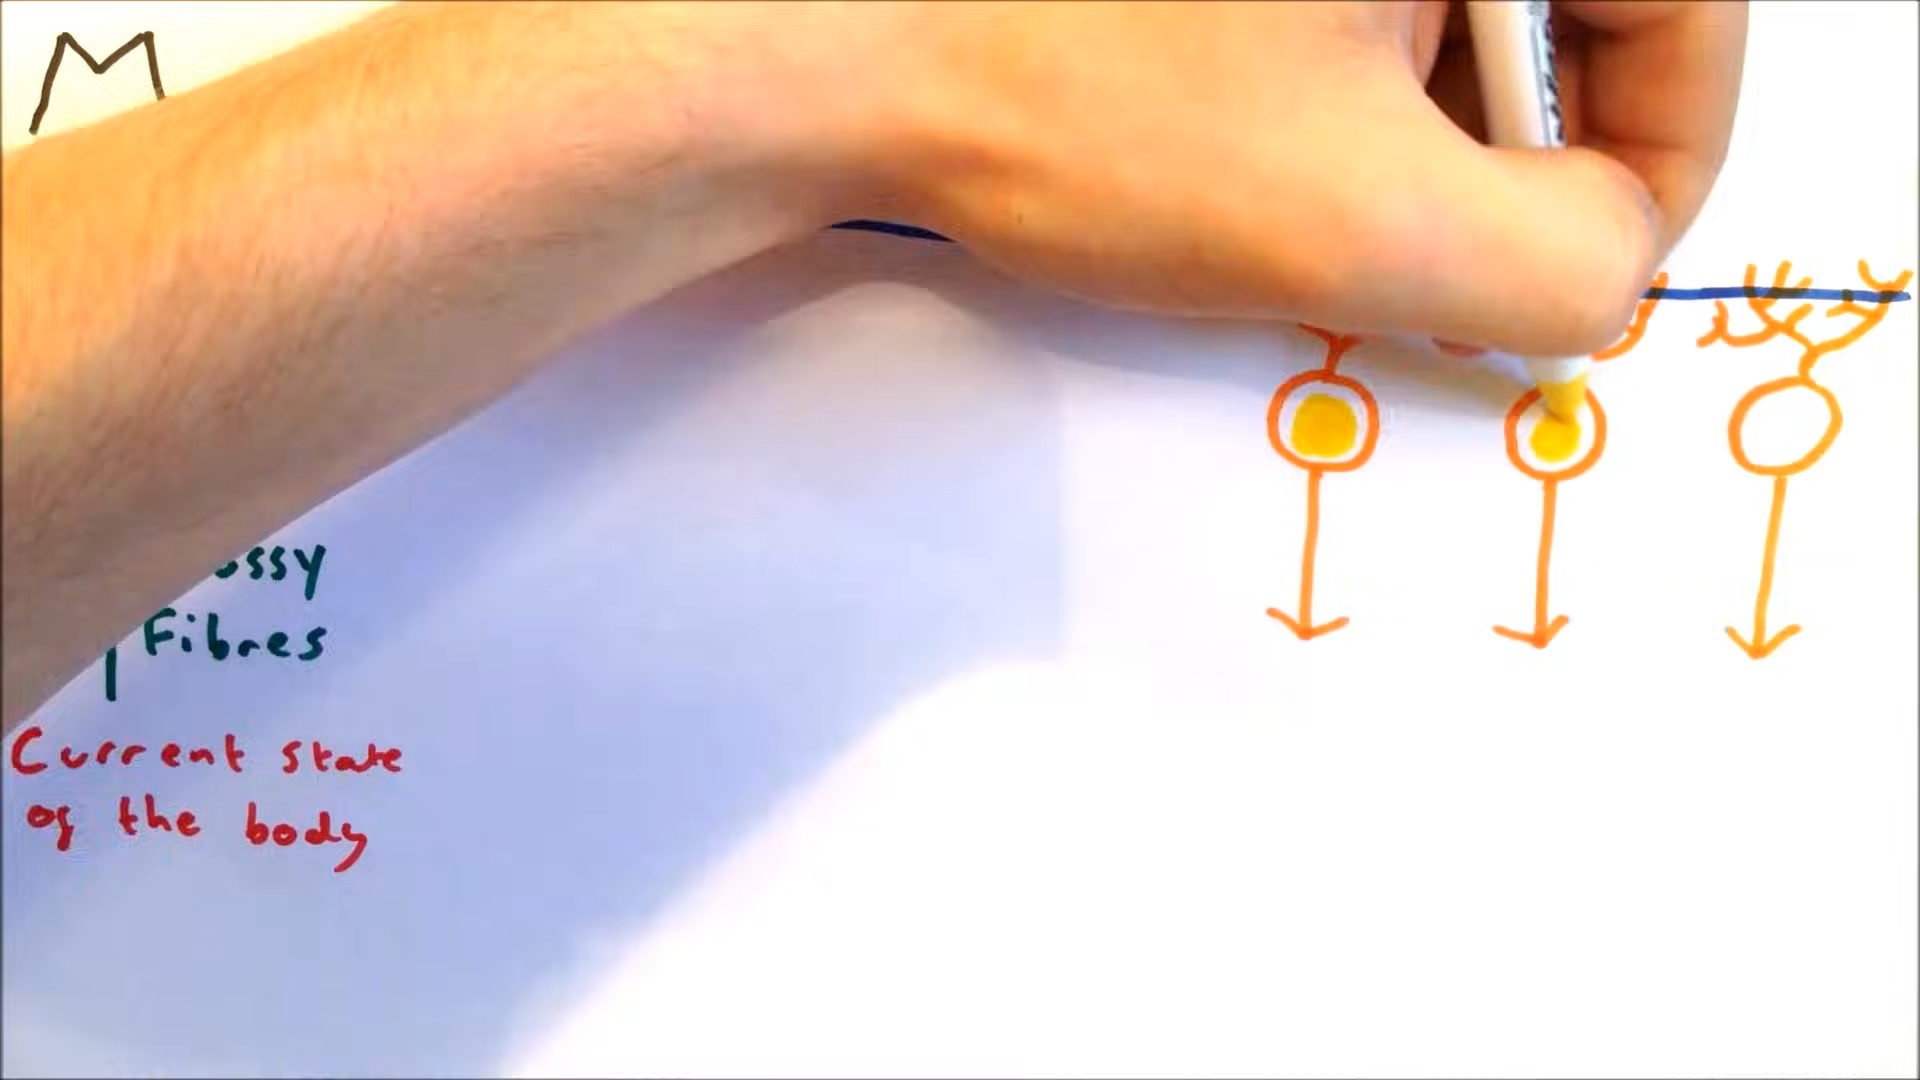 M
ossy
Fibres
Current state
of the body